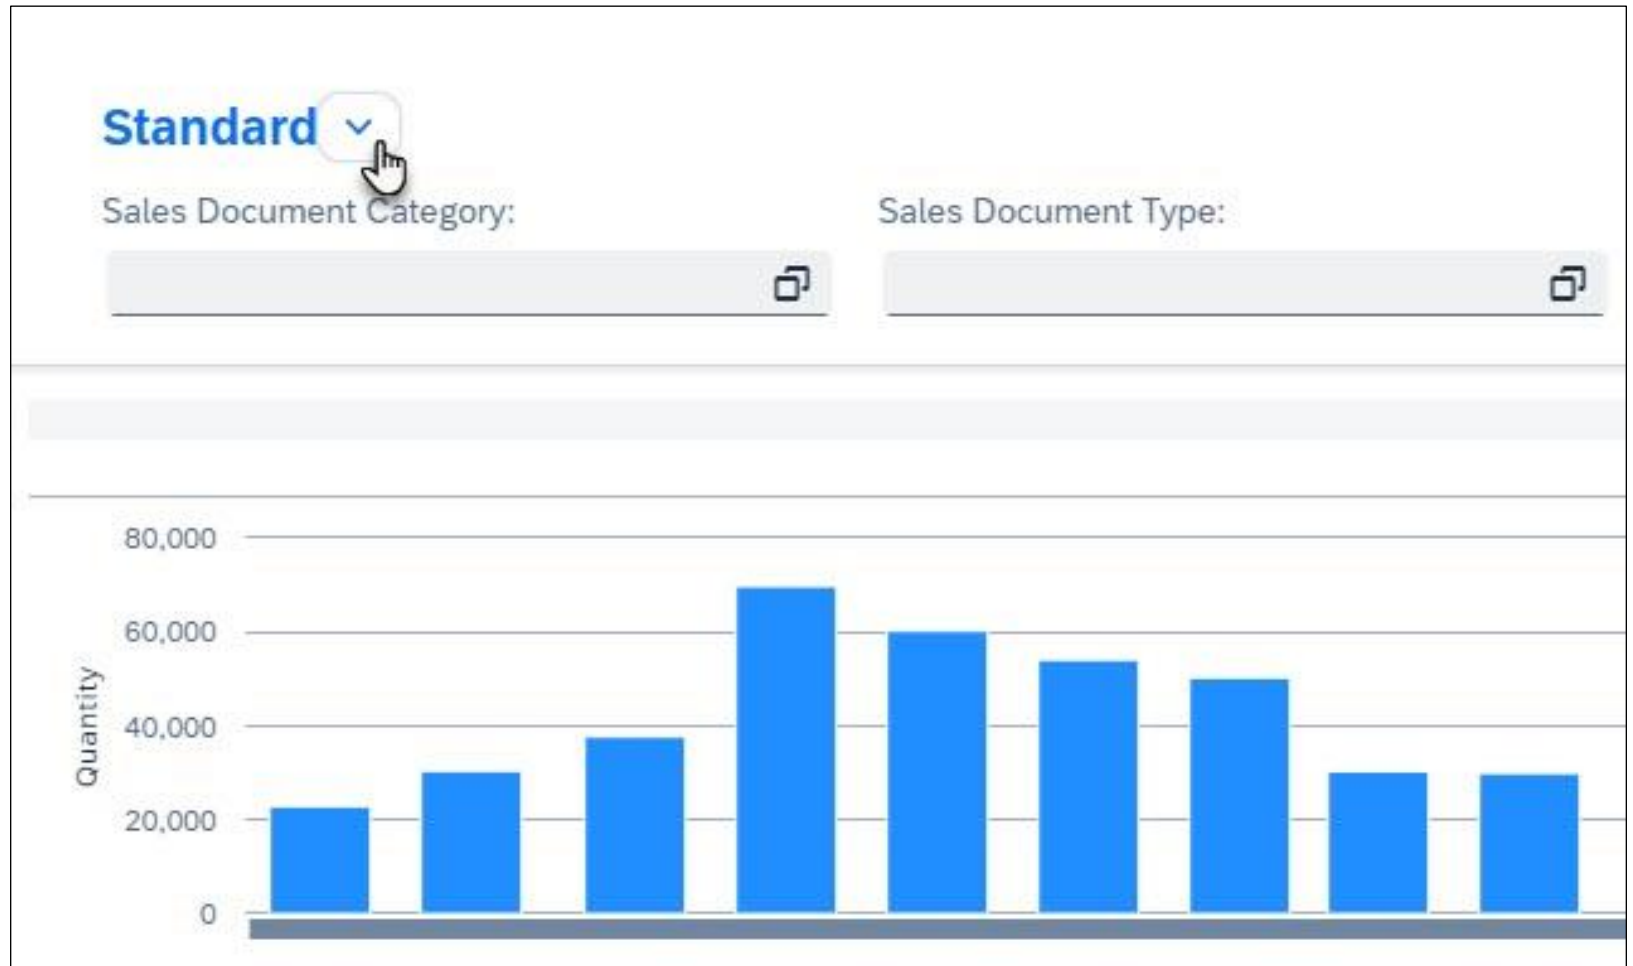 Standard
Sales Document Category:
Sales Document Type:
80,000
60,000
40,000
20,000
0
Quantity